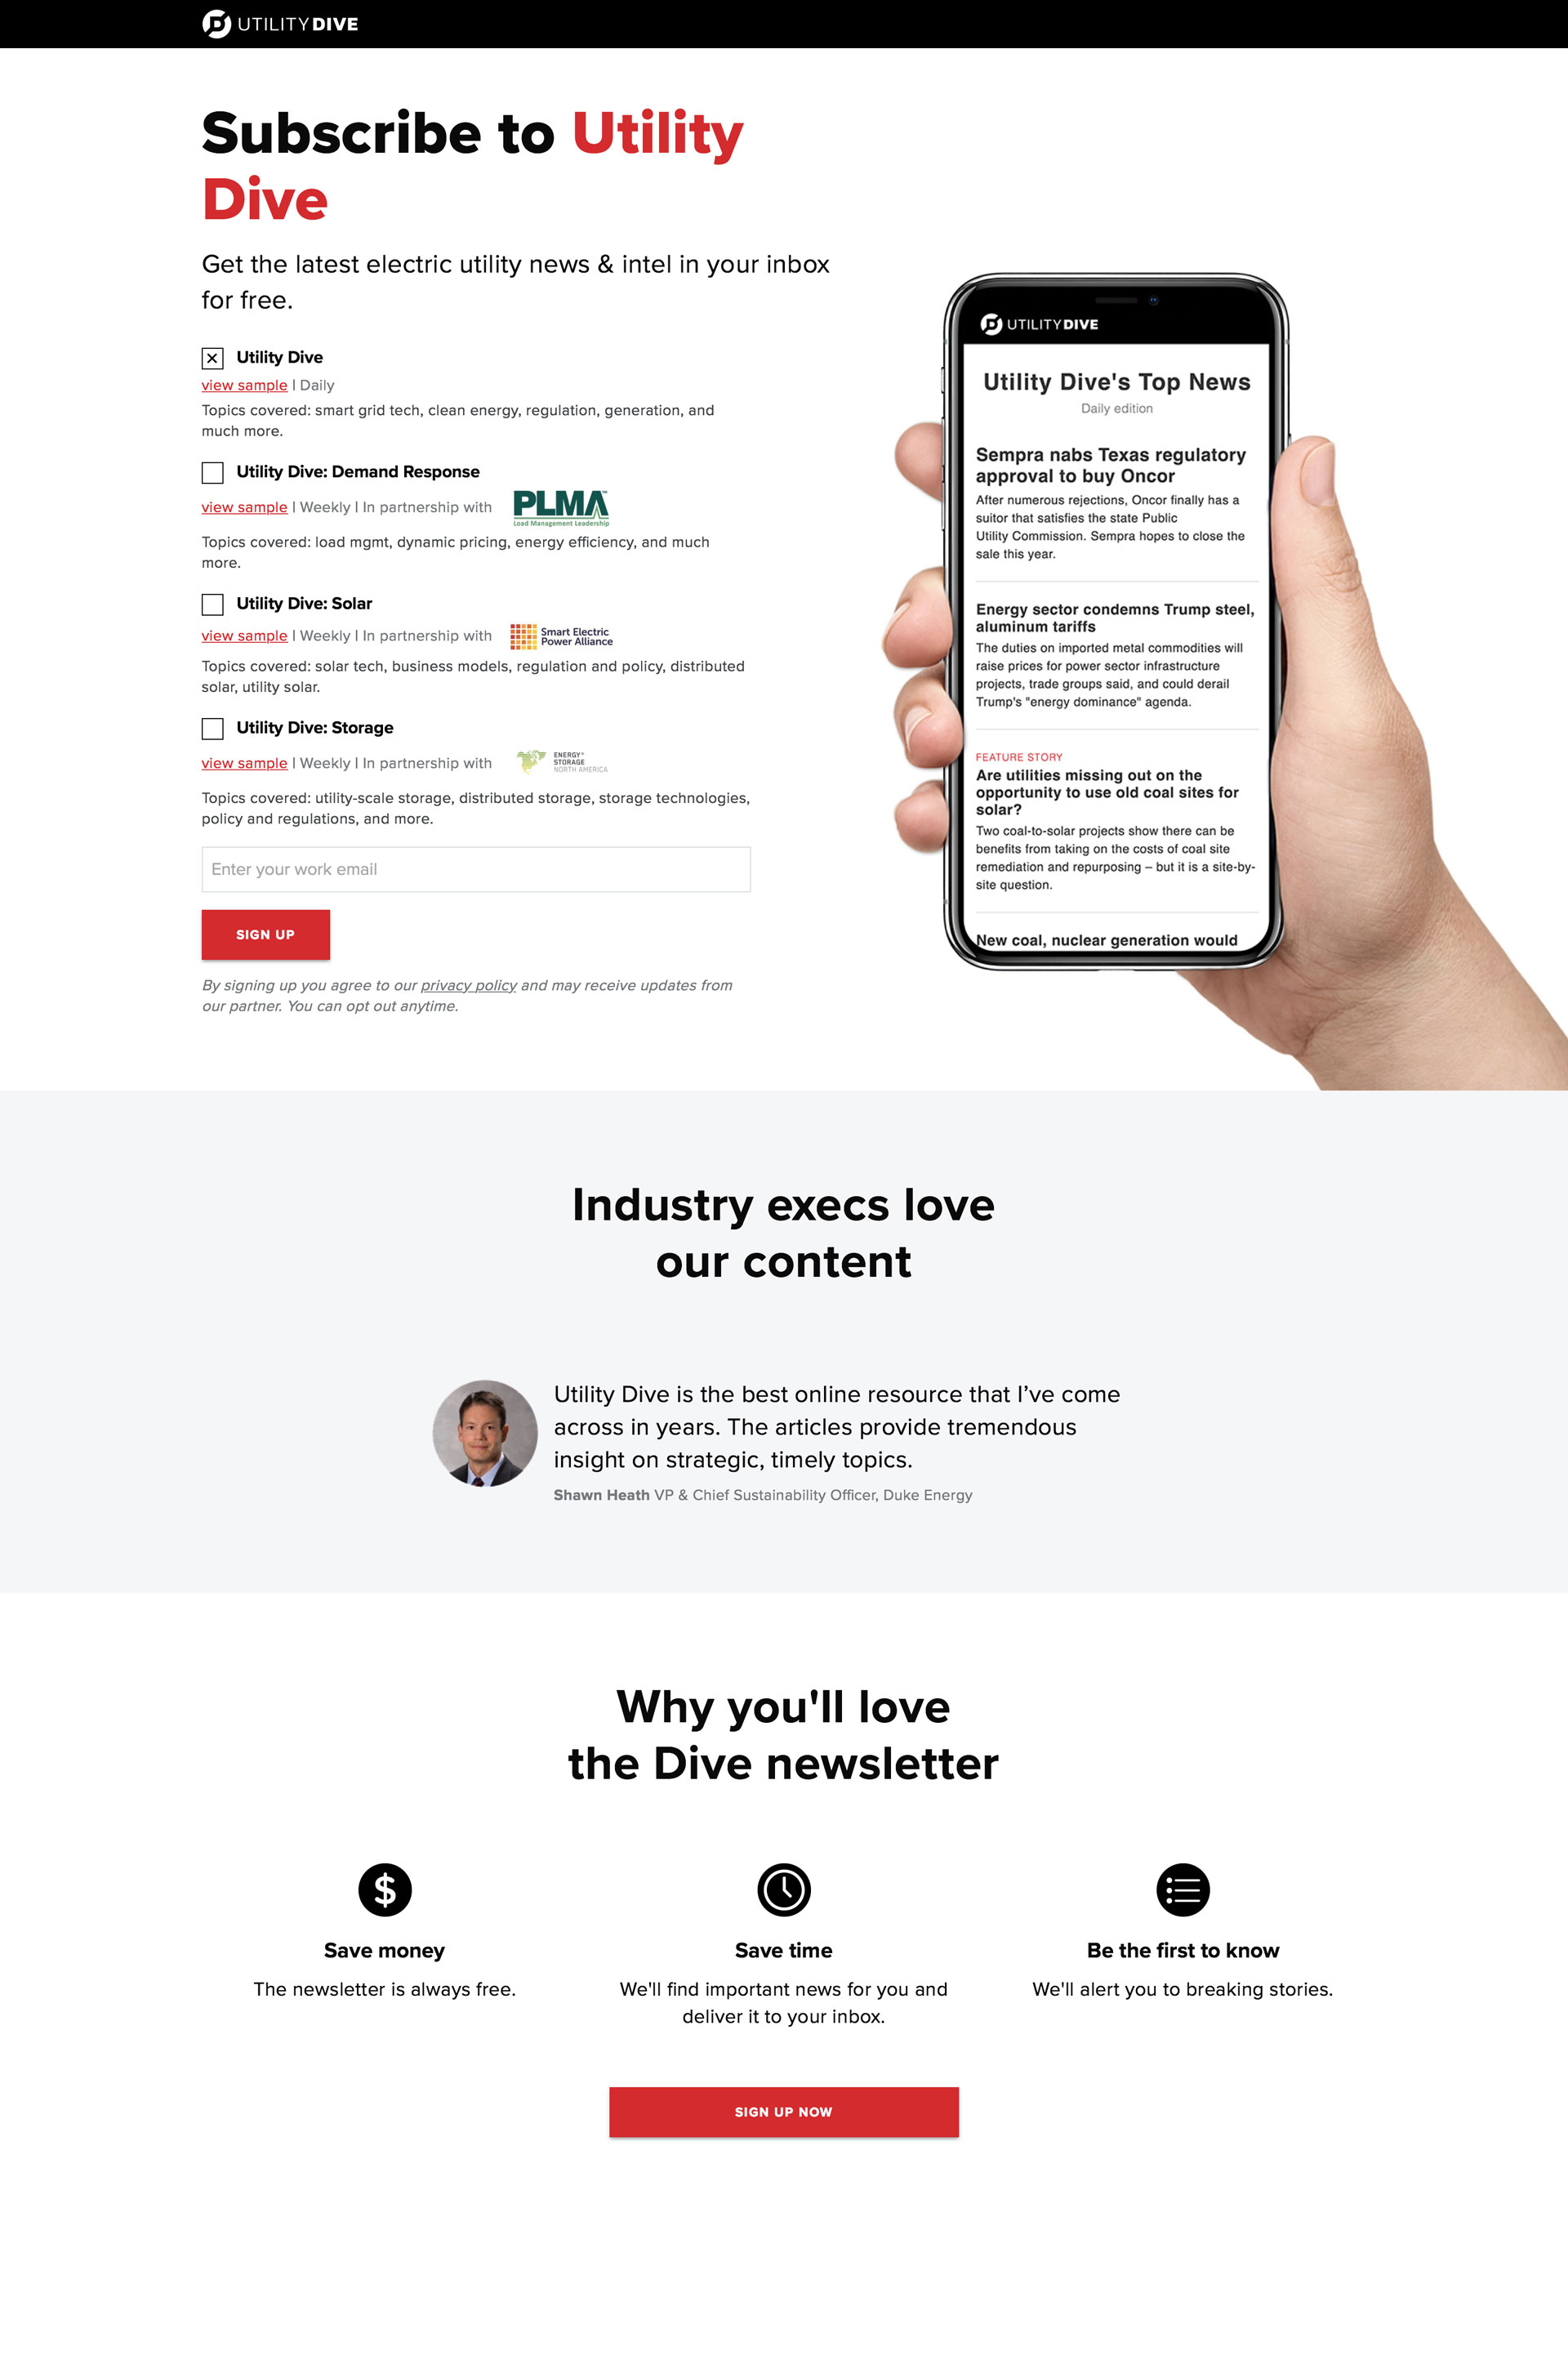 UTILITY DIVE
Subscribe to Utility
Dive
Get the latest electric utility news & intel in your inbox
for free.
Utility Dive
view sample | Daily
Topics covered: smart grid tech, clean energy, regulation, generation, and
much more.
Utility Dive: Demand Response
view sample | Weekly | In partnership with
PLMA™
Load Management Leadership
Topics covered: load mgmt, dynamic pricing, energy efficiency, and much
more.
Utility Dive: Solar
view sample | Weekly | In partnership with
Smart Electric
Power Alliance
Topics covered: solar tech, business models, regulation and policy, distributed
solar, utility solar.
Utility Dive: Storage
view sample | Weekly | In partnership with
ENERGY®
STORAGE
NORTH AMERICA
Topics covered: utility-scale storage, distributed storage, storage technologies,
policy and regulations, and more.
Enter your work email
SIGN UP
By signing up you agree to our privacy policy and may receive updates from
our partner. You can opt out anytime.
UTILITY DIVE
Utility Dive's Top News
Daily edition
Sempra nabs Texas regulatory
approval to buy Oncor
After numerous rejections, Oncor finally has a
suitor that satisfies the state Public
Utility Commission. Sempra hopes to close the
sale this year.
Energy sector condemns Trump steel,
aluminum tariffs
The duties on imported metal commodities will
raise prices for power sector infrastructure
projects, trade groups said, and could derail
Trump's "energy dominance" agenda.
FEATURE STORY
Are utilities missing out on the
opportunity to use old coal sites for
solar?
Two coal-to-solar projects show there can be
benefits from taking on the costs of coal site
remediation and repurposing – but it is a site-by-
site question.
New coal, nuclear generation would
Industry execs love
our content
Utility Dive is the best online resource that I’ve come
across in years. The articles provide tremendous
insight on strategic, timely topics.
Shawn Heath VP & Chief Sustainability Officer, Duke Energy
Why you'll love
the Dive newsletter
Save money
The newsletter is always free.
Save time
We'll find important news for you and
deliver it to your inbox.
Be the first to know
We'll alert you to breaking stories.
SIGN UP NOW